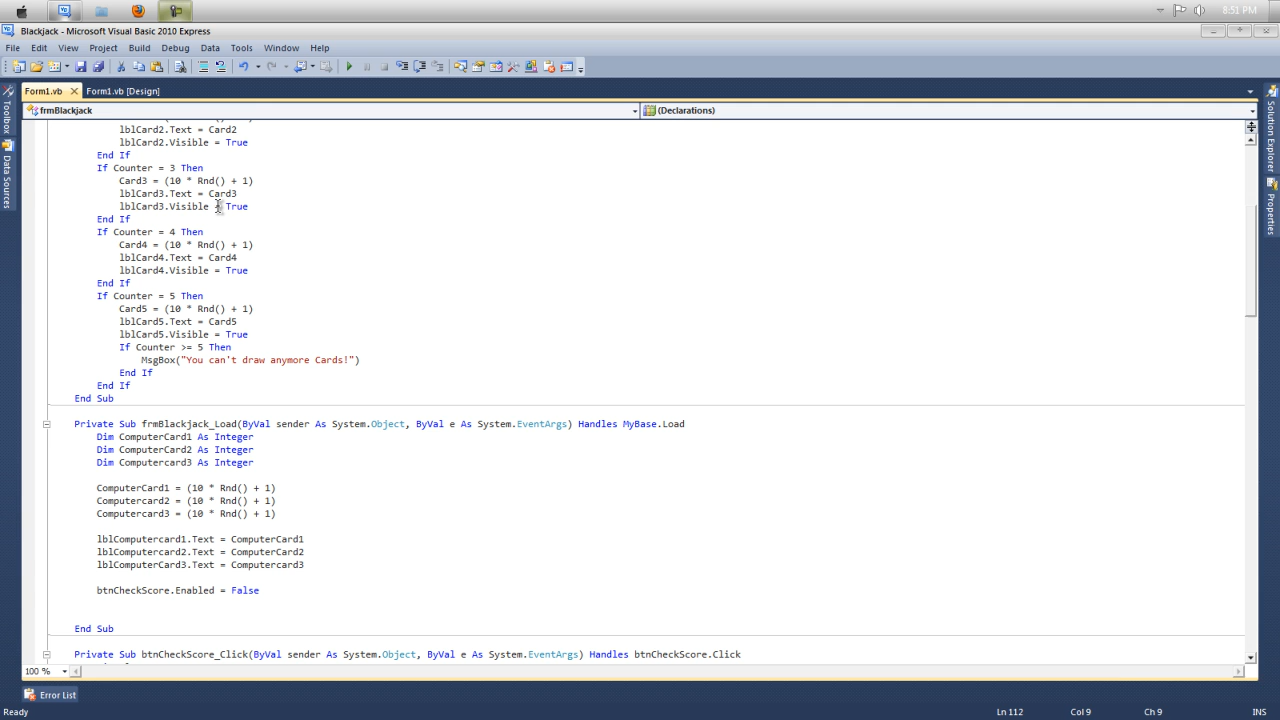 8:51 PM
Blackjack - Microsoft Visual Basic 2010 Express
File Edit View Project Build Debug Data Tools Window Help
Form1.vb Form1.vb [Design]
frmBlackjack (Declarations)
Toolbox
Data Sources
Solution Explorer
Properties
lblCard2.Text = Card2
lblCard2.Visible = True
End If
If Counter = 3 Then
Card3 = (10 * Rnd() + 1)
lblCard3.Text = Card3
lblCard3.Visible = True
End If
If Counter = 4 Then
Card4 = (10 * Rnd() + 1)
lblCard4.Text = Card4
lblCard4.Visible = True
End If
If Counter = 5 Then
Card5 = (10 * Rnd() + 1)
lblCard5.Text = Card5
lblCard5.Visible = True
If Counter >= 5 Then
MsgBox("You can't draw anymore Cards!")
End If
End If
End Sub
Private Sub frmBlackjack_Load(ByVal sender As System.Object, ByVal e As System.EventArgs) Handles MyBase.Load
Dim ComputerCard1 As Integer
Dim ComputerCard2 As Integer
Dim Computercard3 As Integer
ComputerCard1 = (10 * Rnd() + 1)
Computercard2 = (10 * Rnd() + 1)
Computercard3 = (10 * Rnd() + 1)
lblComputercard1.Text = ComputerCard1
lblComputercard2.Text = ComputerCard2
lblComputerCard3.Text = Computercard3
btnCheckScore.Enabled = False
End Sub
Private Sub btnCheckScore_Click(ByVal sender As System.Object, ByVal e As System.EventArgs) Handles btnCheckScore.Click
100 %
Error List
Ready Ln 112 Col 9 Ch 9 INS